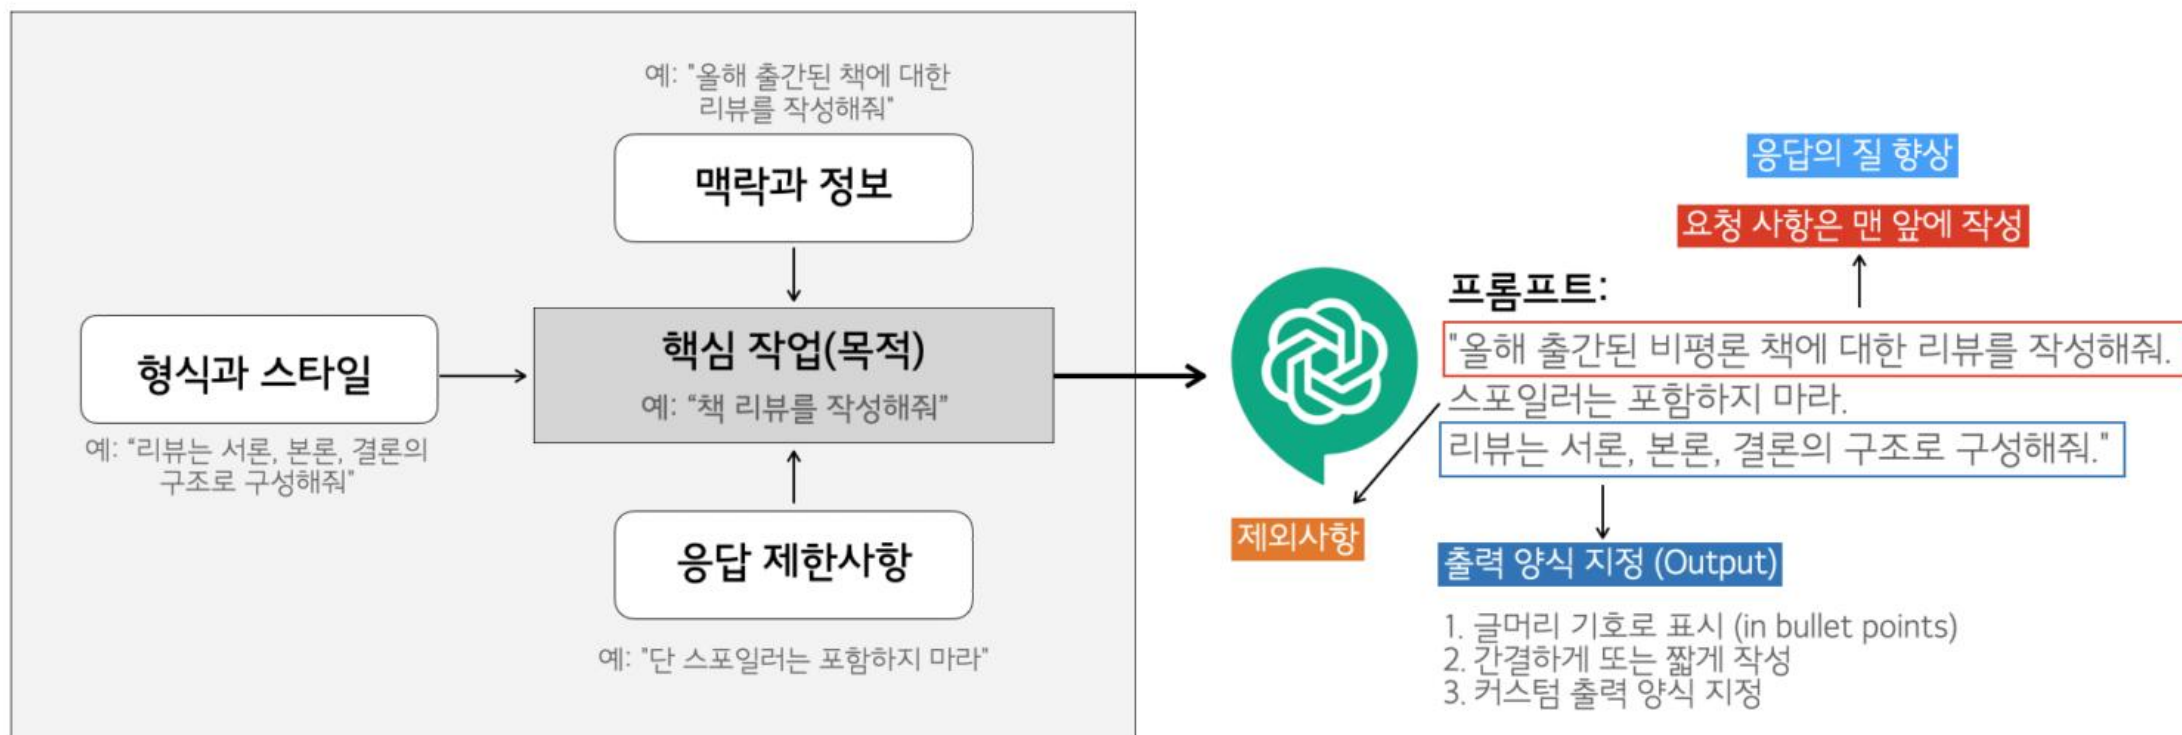 예: "올해 출간된 책에 대한
리뷰를 작성해줘"
맥락과 정보
형식과 스타일
예: “리뷰는 서론, 본론, 결론의
구조로 구성해줘”
핵심 작업(목적)
예: “책 리뷰를 작성해줘”
응답 제한사항
예: "단 스포일러는 포함하지 마라"
응답의 질 향상
요청 사항은 맨 앞에 작성
프롬프트:
"올해 출간된 비평론 책에 대한 리뷰를 작성해줘.
스포일러는 포함하지 마라.
리뷰는 서론, 본론, 결론의 구조로 구성해줘."
제외사항
출력 양식 지정 (Output)
1. 글머리 기호로 표시 (in bullet points)
2. 간결하게 또는 짧게 작성
3. 커스텀 출력 양식 지정